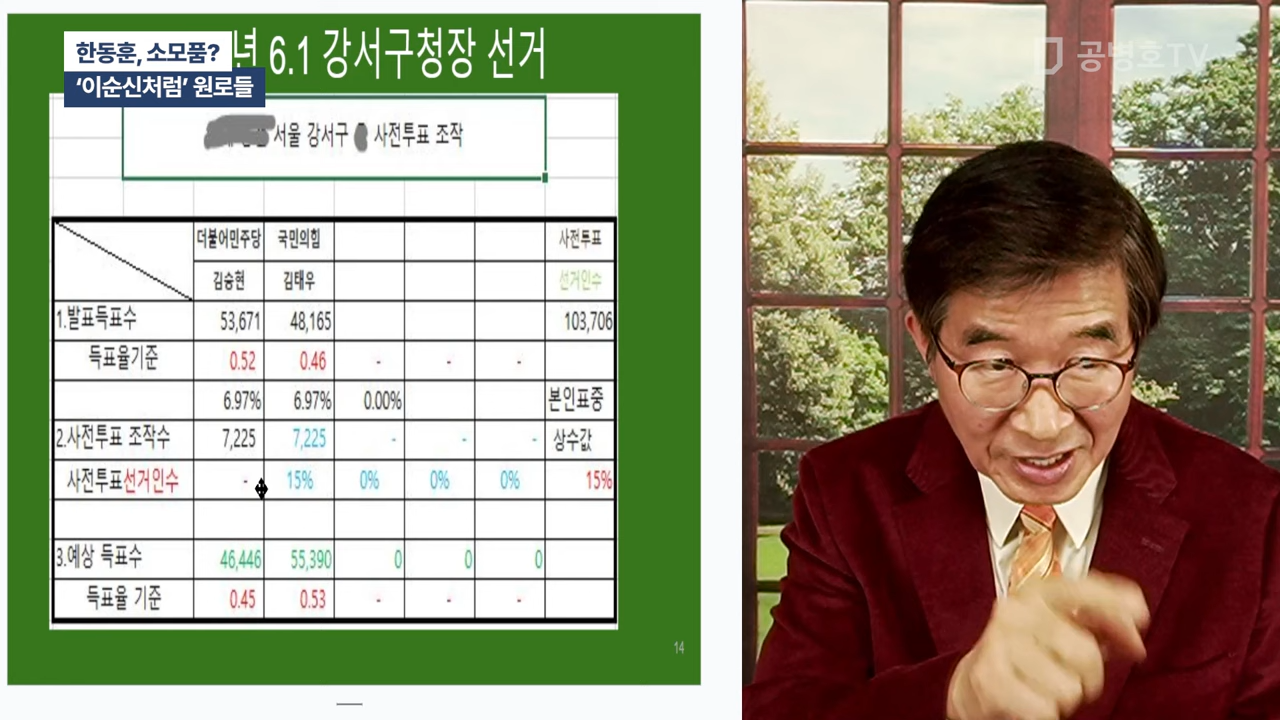 한동훈, 소모품?
‘이순신처럼’ 원로들
년 6.1 강서구청장 선거
공병호TV
서울 강서구 사전투표 조작
더불어민주당 국민의힘 사전투표
김승현 김태우 선거인수
1.발표득표수 53,671 48,165 103,706
득표율기준 0.52 0.46 - - -
6.97% 6.97% 0.00% 본인표중
2.사전투표 조작수 7,225 7,225 - - - 상수값
사전투표선거인수 - 15% 0% 0% 0% 15%
3.예상 득표수 46,446 55,390 0 0 0
득표율 기준 0.45 0.53 - - -
14